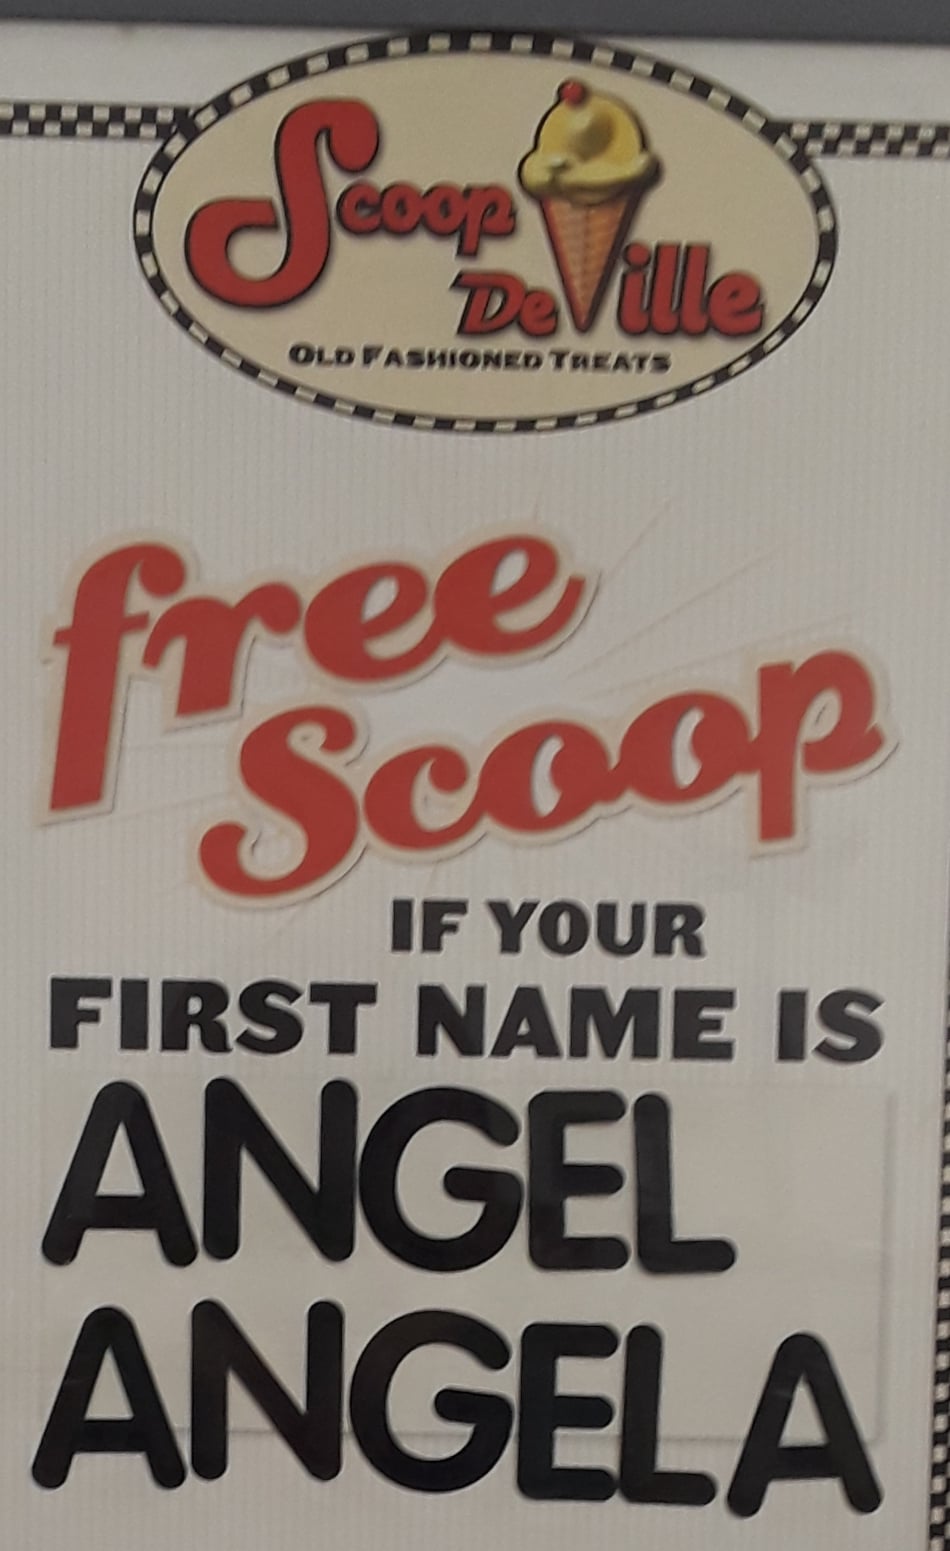 Scoop
DeVille
OLD FASHIONED TREATS
free
Scoop
IF YOUR
FIRST NAME IS
ANGEL
ANGELA